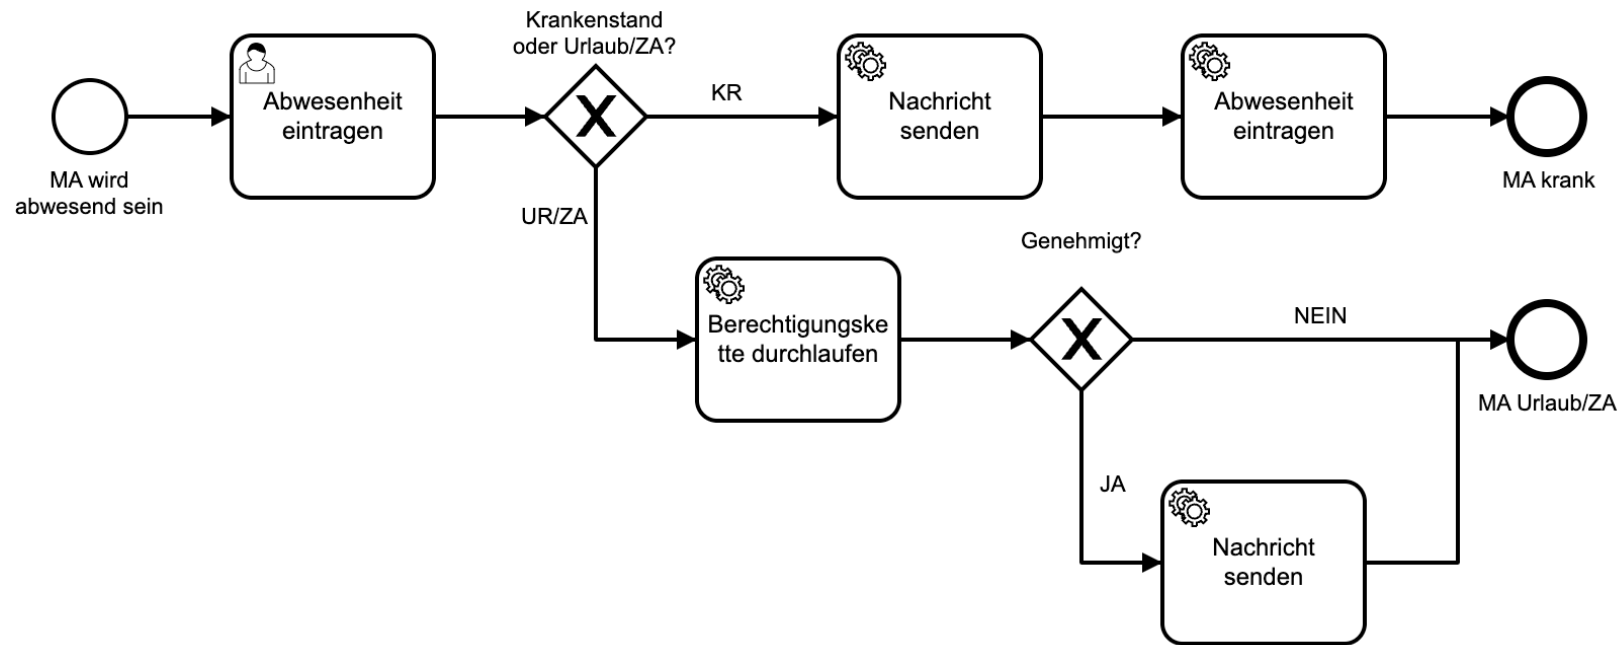 Krankenstand
oder Urlaub/ZA?
Abwesenheit
eintragen
KR
Nachricht
senden
Abwesenheit
eintragen
MA wird
abwesend sein
MA krank
UR/ZA
Genehmigt?
Berechtigungske
tte durchlaufen
NEIN
MA Urlaub/ZA
JA
Nachricht
senden